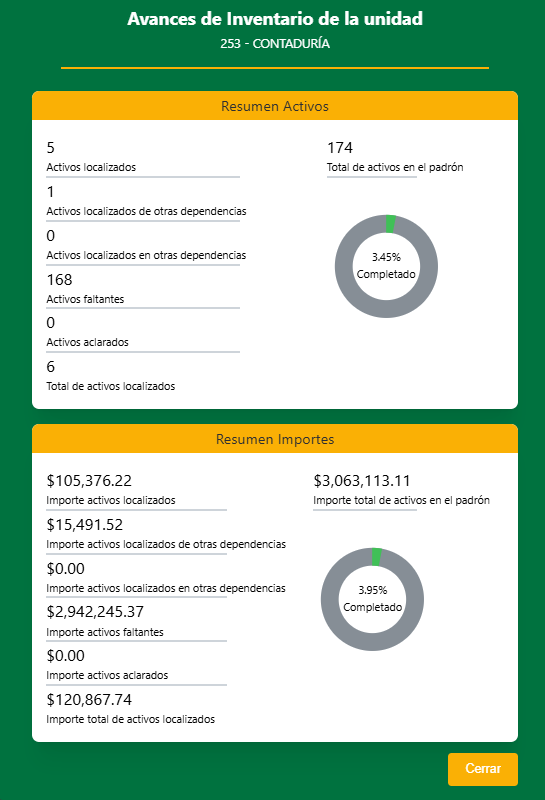 Avances de Inventario de la unidad
253 - CONTADURÍA
Resumen Activos
5
Activos localizados
1
Activos localizados de otras dependencias
0
Activos localizados en otras dependencias
168
Activos faltantes
0
Activos aclarados
6
Total de activos localizados
174
Total de activos en el padrón
3.45%
Completado
Resumen Importes
$105,376.22
Importe activos localizados
$15,491.52
Importe activos localizados de otras dependencias
$0.00
Importe activos localizados en otras dependencias
$2,942,245.37
Importe activos faltantes
$0.00
Importe activos aclarados
$120,867.74
Importe total de activos localizados
$3,063,113.11
Importe total de activos en el padrón
3.95%
Completado
Cerrar